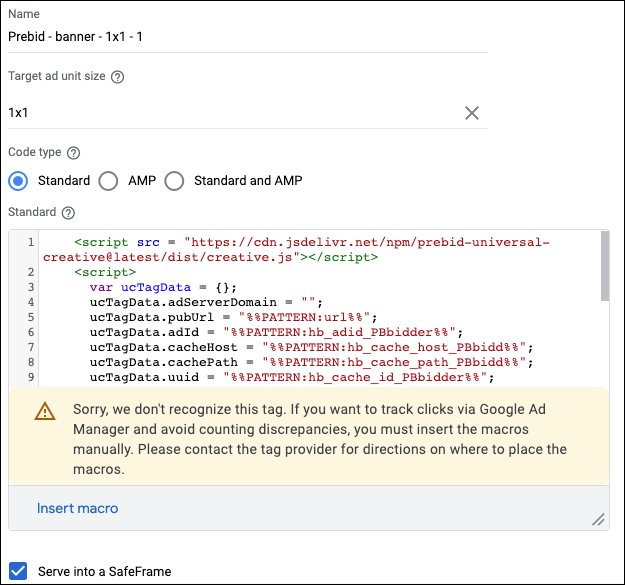 Name
Prebid - banner - 1x1 - 1
Target ad unit size
1x1
Code type
Standard AMP Standard and AMP
Standard
1 <script src = "https://cdn.jsdelivr.net/npm/prebid-universal-
creative@latest/dist/creative.js"></script>
2 <script>
3 var ucTagData = {};
4 ucTagData.adServerDomain = "";
5 ucTagData.pubUrl = "%%PATTERN:url%%";
6 ucTagData.adId = "%%PATTERN:hb_adid_PBbidder%%";
7 ucTagData.cacheHost = "%%PATTERN:hb_cache_host_PBbidd%%";
8 ucTagData.cachePath = "%%PATTERN:hb_cache_path_PBbidd%%";
9 ucTagData.uuid = "%%PATTERN:hb_cache_id_PBbidder%%";
Sorry, we don't recognize this tag. If you want to track clicks via Google Ad
Manager and avoid counting discrepancies, you must insert the macros
manually. Please contact the tag provider for directions on where to place the
macros.
Insert macro
Serve into a SafeFrame